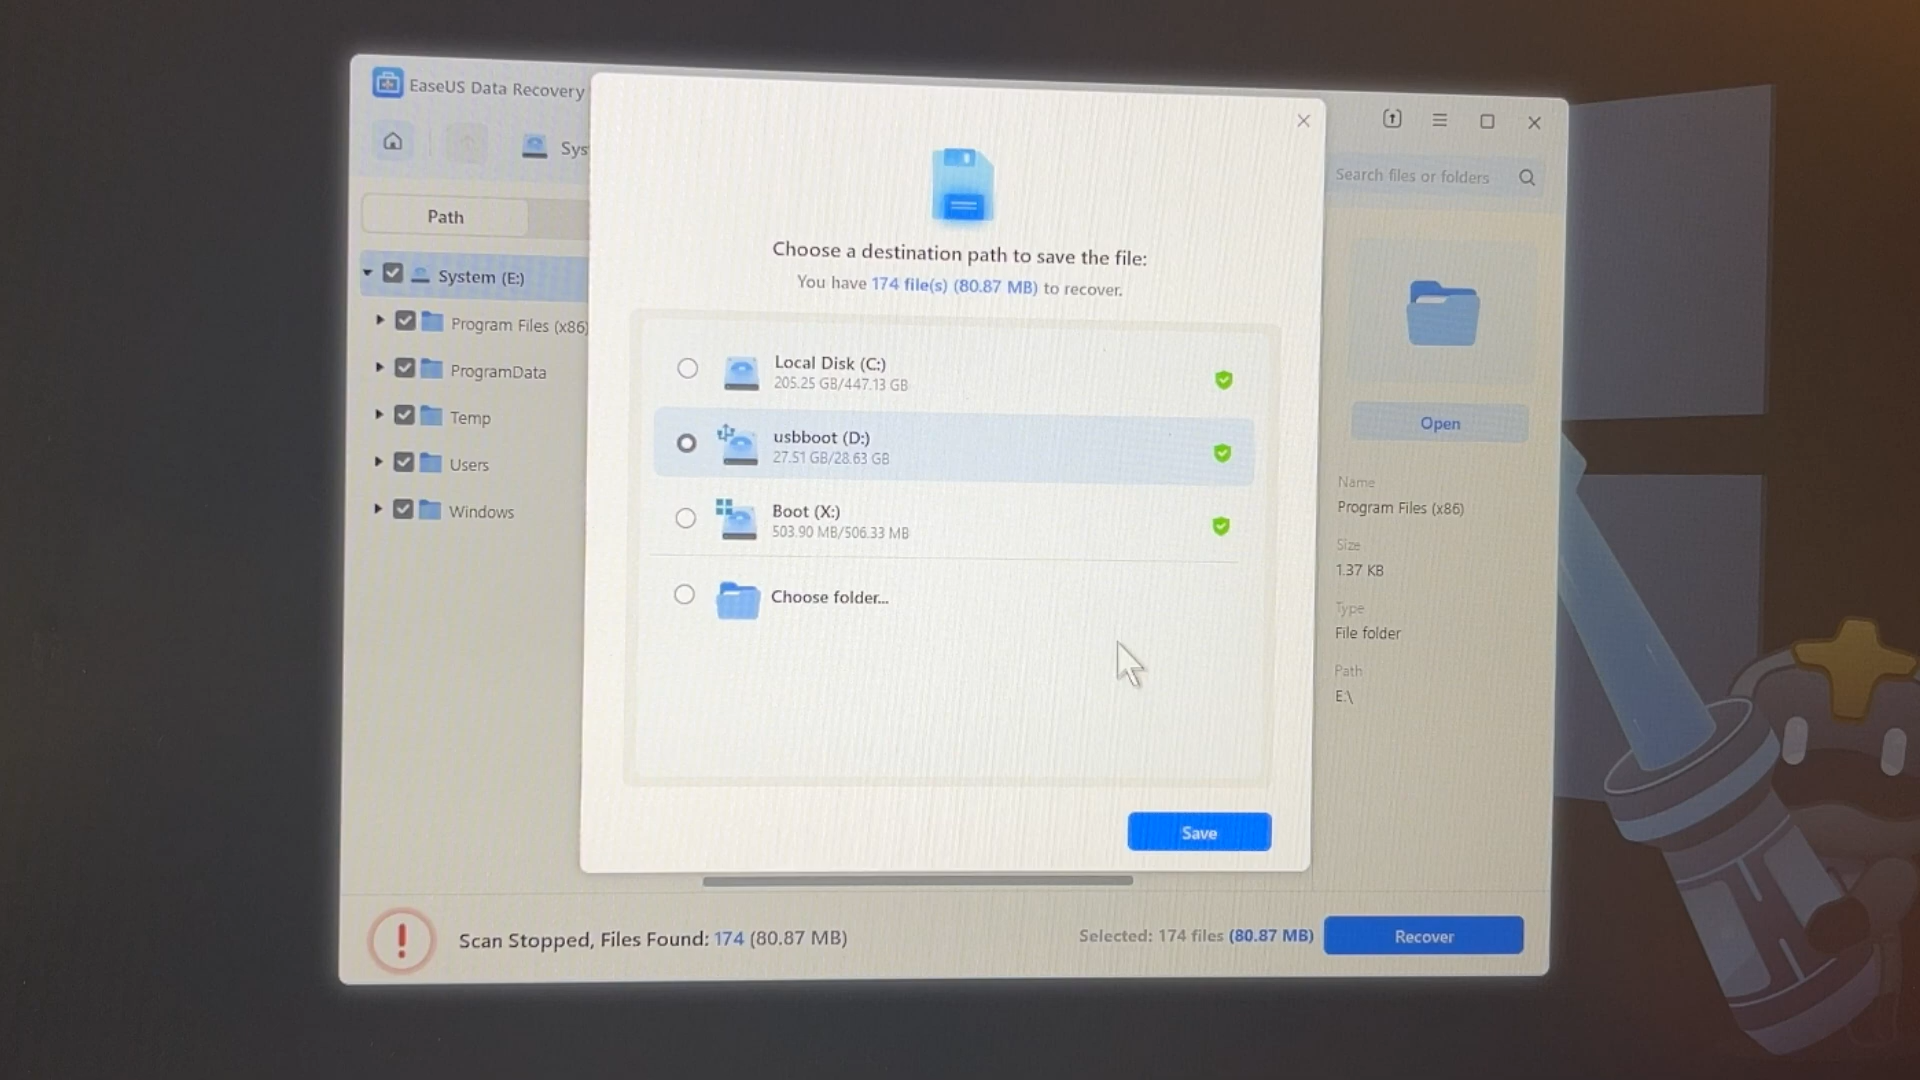 EaseUS Data Recovery
Sys
Search files or folders
Path
System (E:)
Program Files (x86)
ProgramData
Temp
Users
Windows
Choose a destination path to save the file:
You have 174 file(s) (80.87 MB) to recover.
Local Disk (C:)
205.25 GB/447.13 GB
usbboot (D:)
27.51 GB/28.63 GB
Boot (X:)
503.90 MB/506.33 MB
Choose folder...
Save
Open
Name
Program Files (x86)
Size
1.37 KB
Type
File folder
Path
E:\
Scan Stopped, Files Found: 174 (80.87 MB)
Selected: 174 files (80.87 MB)
Recover